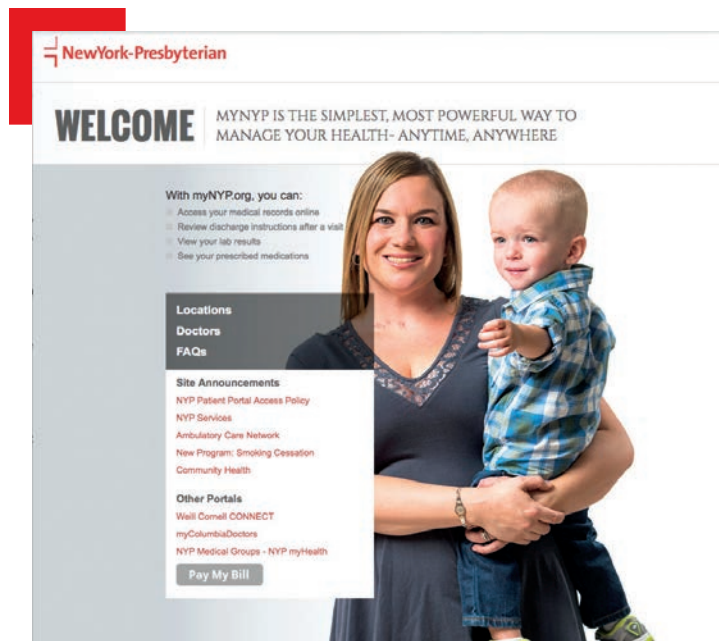 NewYork-Presbyterian
WELCOME
MYNYP IS THE SIMPLEST, MOST POWERFUL WAY TO
MANAGE YOUR HEALTH- ANYTIME, ANYWHERE
With myNYP.org, you can:
Access your medical records online
Review discharge instructions after a visit
View your lab results
See your prescribed medications
Locations
Doctors
FAQs
Site Announcements
NYP Patient Portal Access Policy
NYP Services
Ambulatory Care Network
New Program: Smoking Cessation
Community Health
Other Portals
Weill Cornell CONNECT
myColumbiaDoctors
NYP Medical Groups - NYP myHealth
Pay My Bill